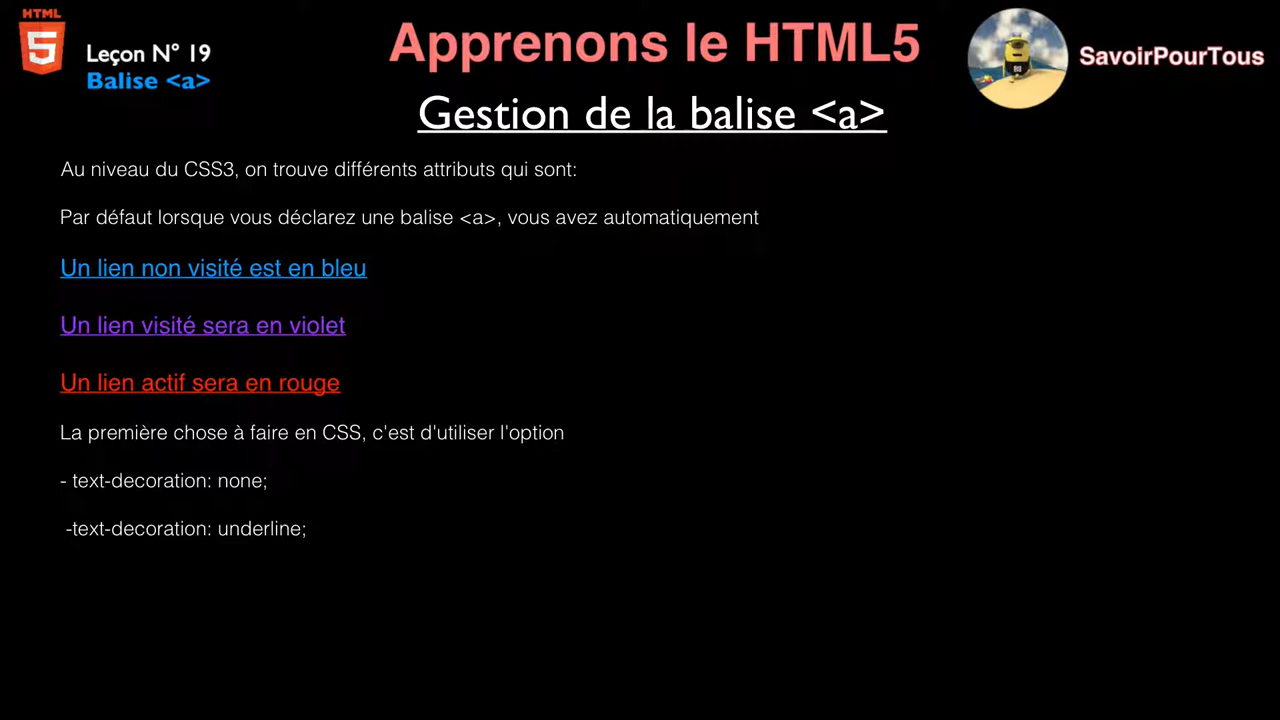 HTML
5
Leçon N° 19
Balise <a>
Apprenons le HTML5
SavoirPourTous
Gestion de la balise <a>
Au niveau du CSS3, on trouve différents attributs qui sont:
Par défaut lorsque vous déclarez une balise <a>, vous avez automatiquement
Un lien non visité est en bleu
Un lien visité sera en violet
Un lien actif sera en rouge
La première chose à faire en CSS, c'est d'utiliser l'option
- text-decoration: none;
-text-decoration: underline;